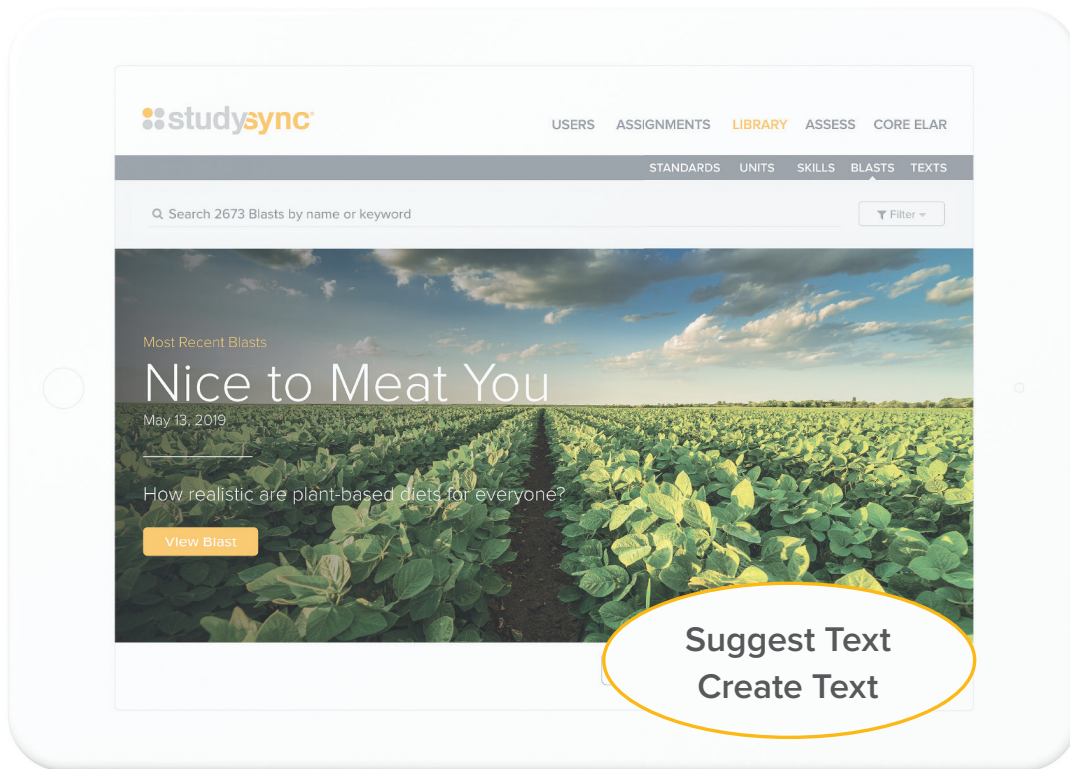 studysync®
USERS ASSIGNMENTS LIBRARY ASSESS CORE ELAR
STANDARDS UNITS SKILLS BLASTS TEXTS
Search 2673 Blasts by name or keyword
Filter
Most Recent Blasts
Nice to Meat You
May 13, 2019
How realistic are plant-based diets for everyone?
View Blast
Suggest Text
Create Text